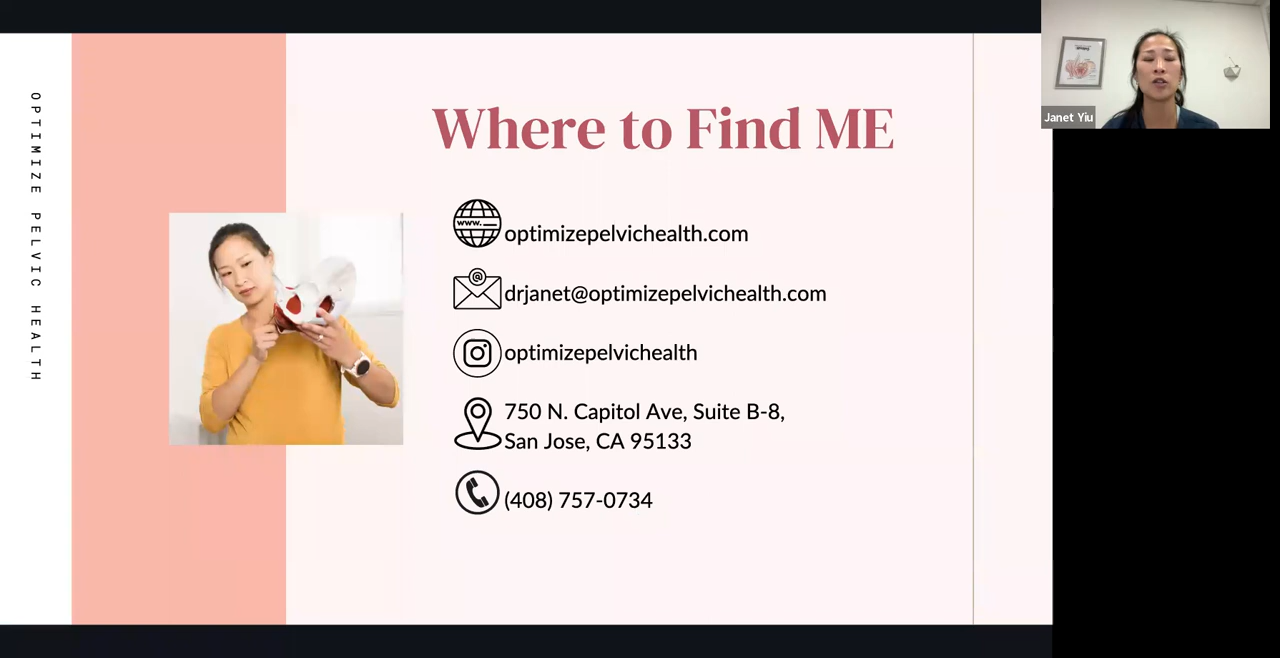 OPTIMIZE PELVIC HEALTH
Where to Find ME
www.
optimizepelvichealth.com
@
drjanet@optimizepelvichealth.com
optimizepelvichealth
750 N. Capitol Ave, Suite B-8,
San Jose, CA 95133
(408) 757-0734
Janet Yiu